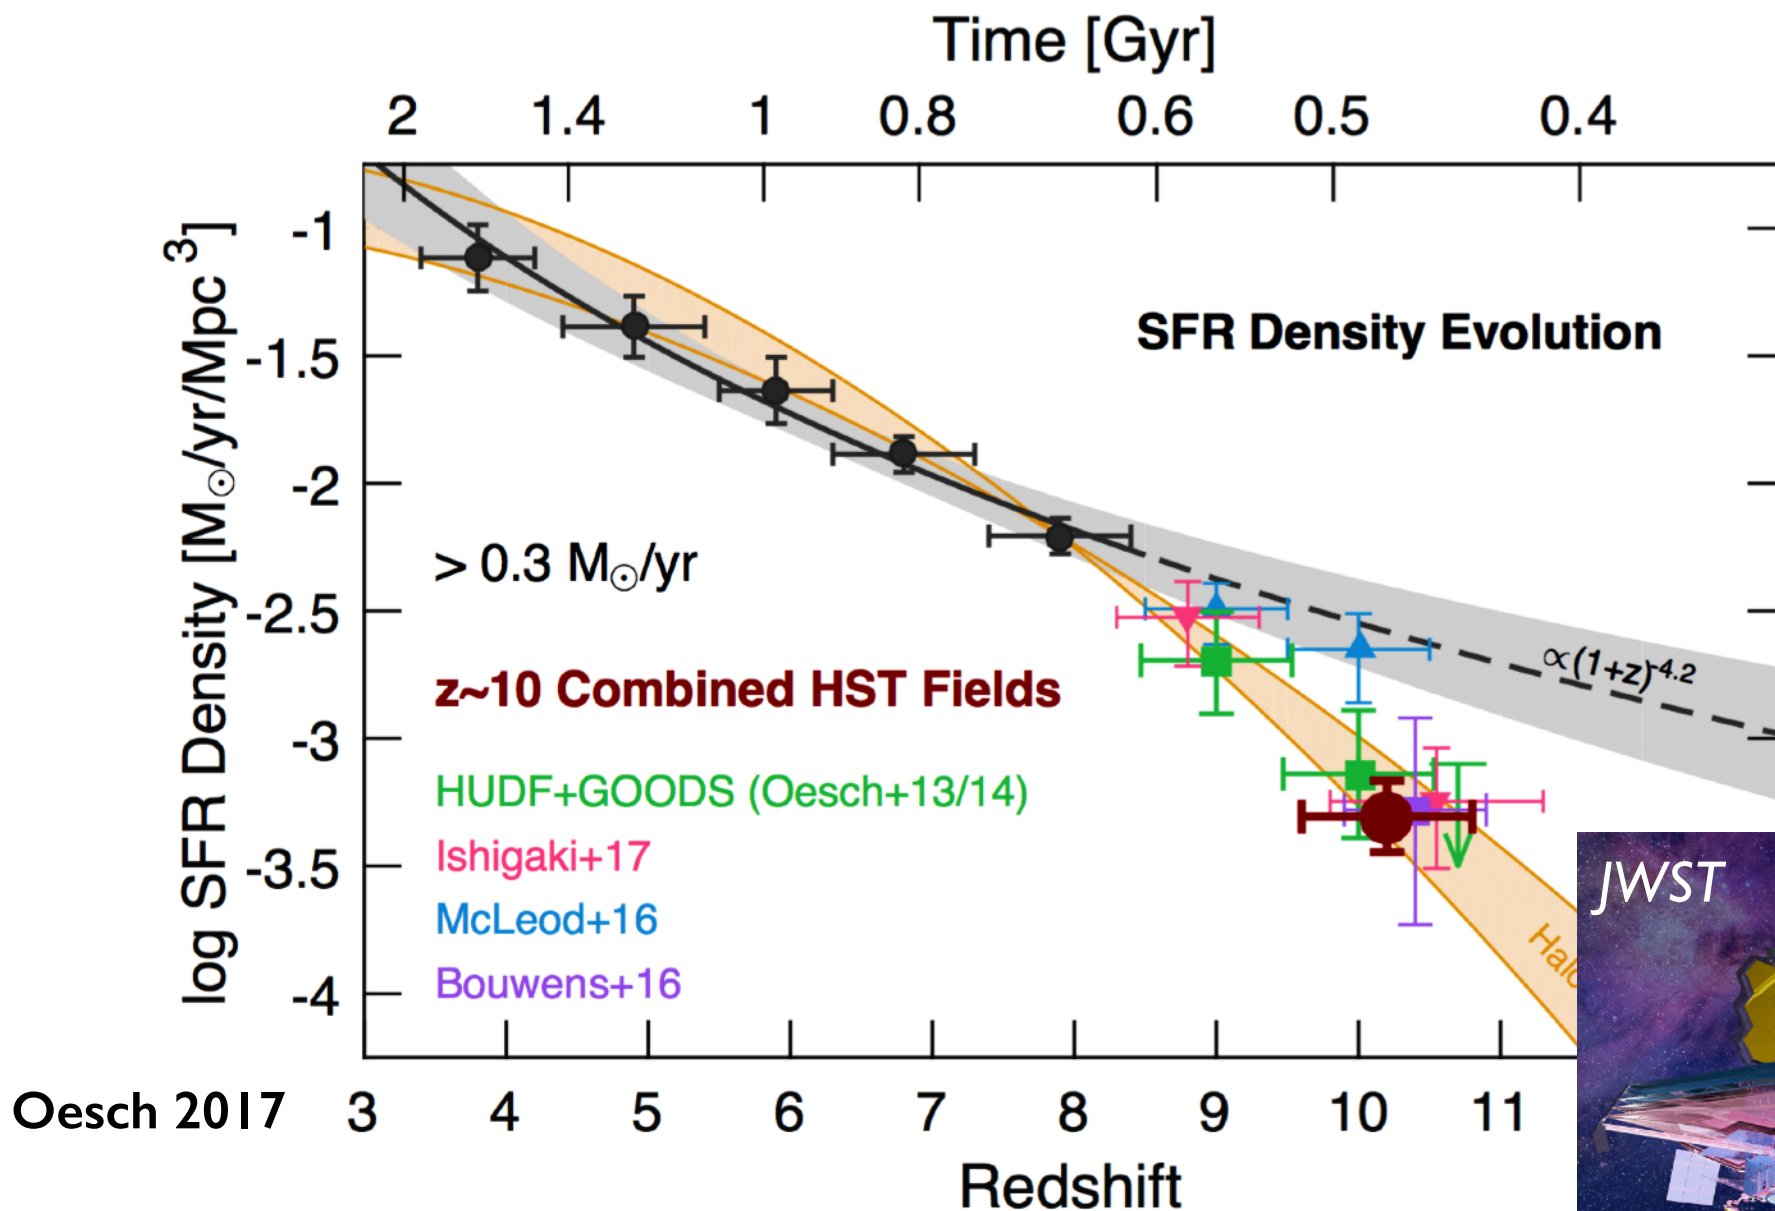 Time [Gyr]
2 1.4 1 0.8 0.6 0.5 0.4
log SFR Density [M☉/yr/Mpc³]
-1
-1.5
-2
-2.5
-3
-3.5
-4
SFR Density Evolution
> 0.3 M☉/yr
∝(1+z)-4.2
z~10 Combined HST Fields
HUDF+GOODS (Oesch+13/14)
Ishigaki+17
McLeod+16
Bouwens+16
JWST
Oesch 2017
3 4 5 6 7 8 9 10 11
Redshift